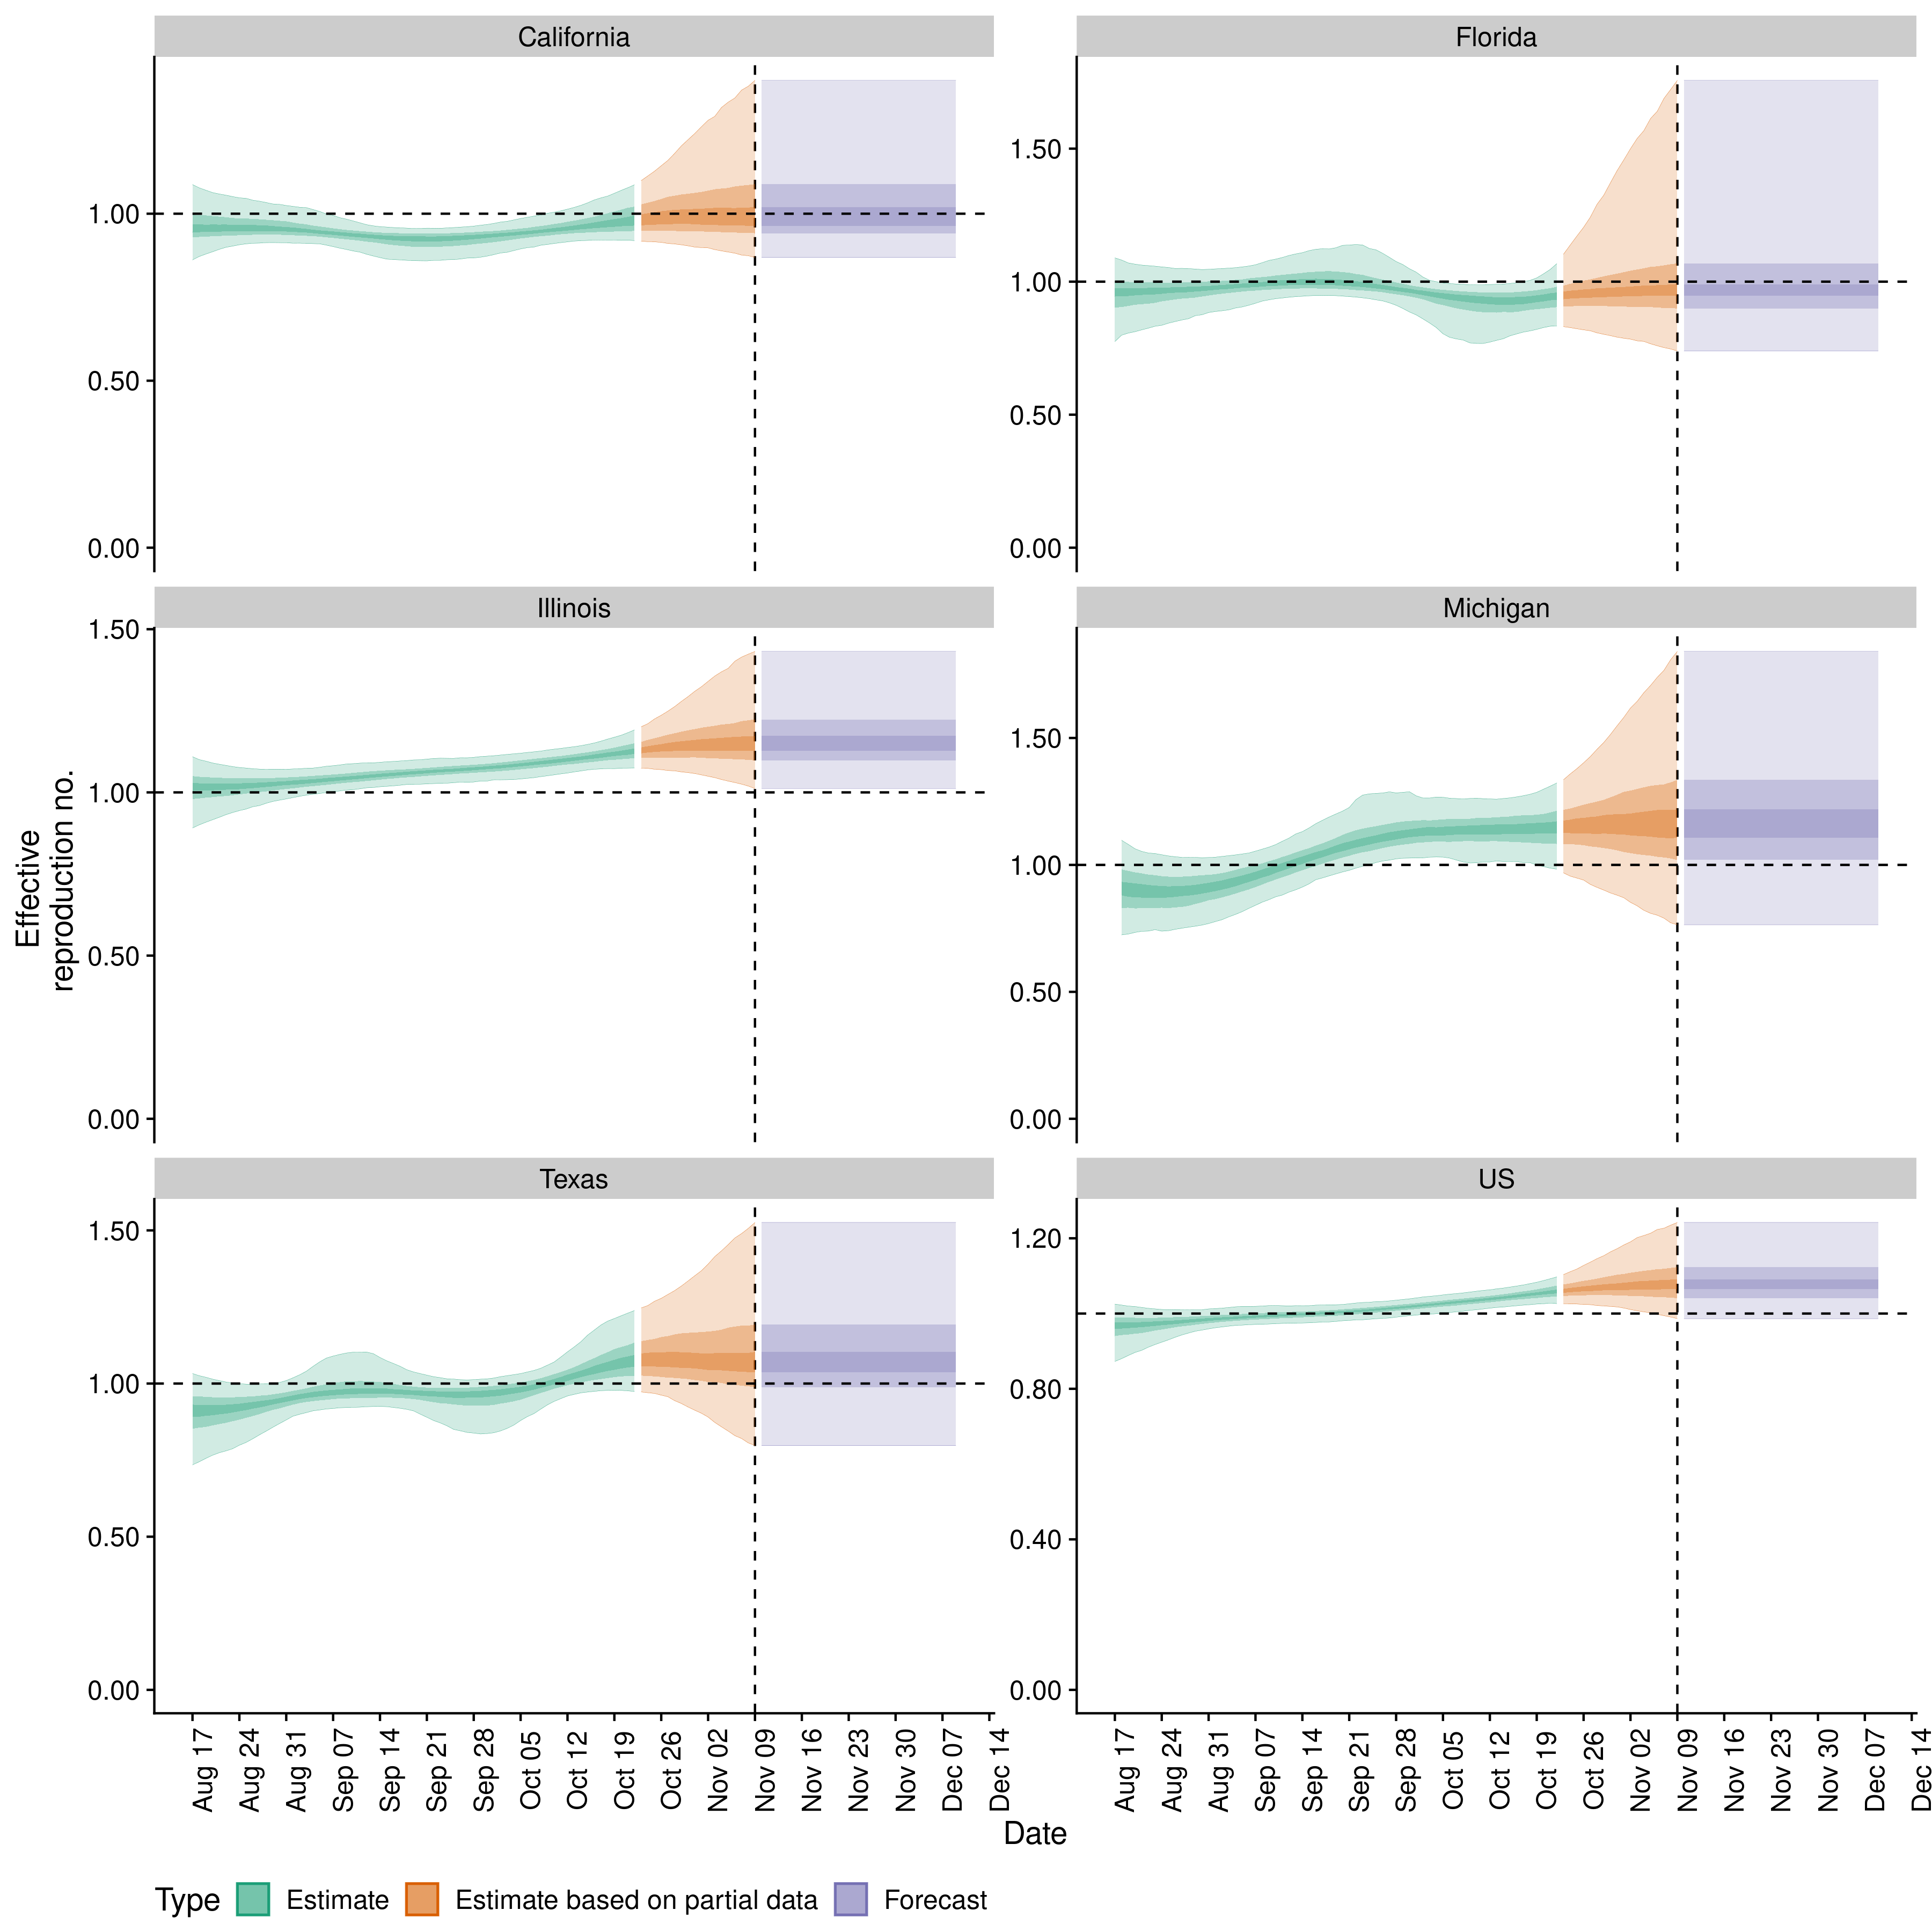 California
Florida
1.00
0.50
0.00
1.50
1.00
0.50
0.00
Illinois
Michigan
1.50
1.00
0.50
0.00
1.50
1.00
0.50
0.00
Effective
reproduction no.
Texas
US
1.50
1.00
0.50
0.00
1.20
0.80
0.40
0.00
Aug 17
Aug 24
Aug 31
Sep 07
Sep 14
Sep 21
Sep 28
Oct 05
Oct 12
Oct 19
Oct 26
Nov 02
Nov 09
Nov 16
Nov 23
Nov 30
Dec 07
Dec 14
Aug 17
Aug 24
Aug 31
Sep 07
Sep 14
Sep 21
Sep 28
Oct 05
Oct 12
Oct 19
Oct 26
Nov 02
Nov 09
Nov 16
Nov 23
Nov 30
Dec 07
Dec 14
Date
Type Estimate Estimate based on partial data Forecast